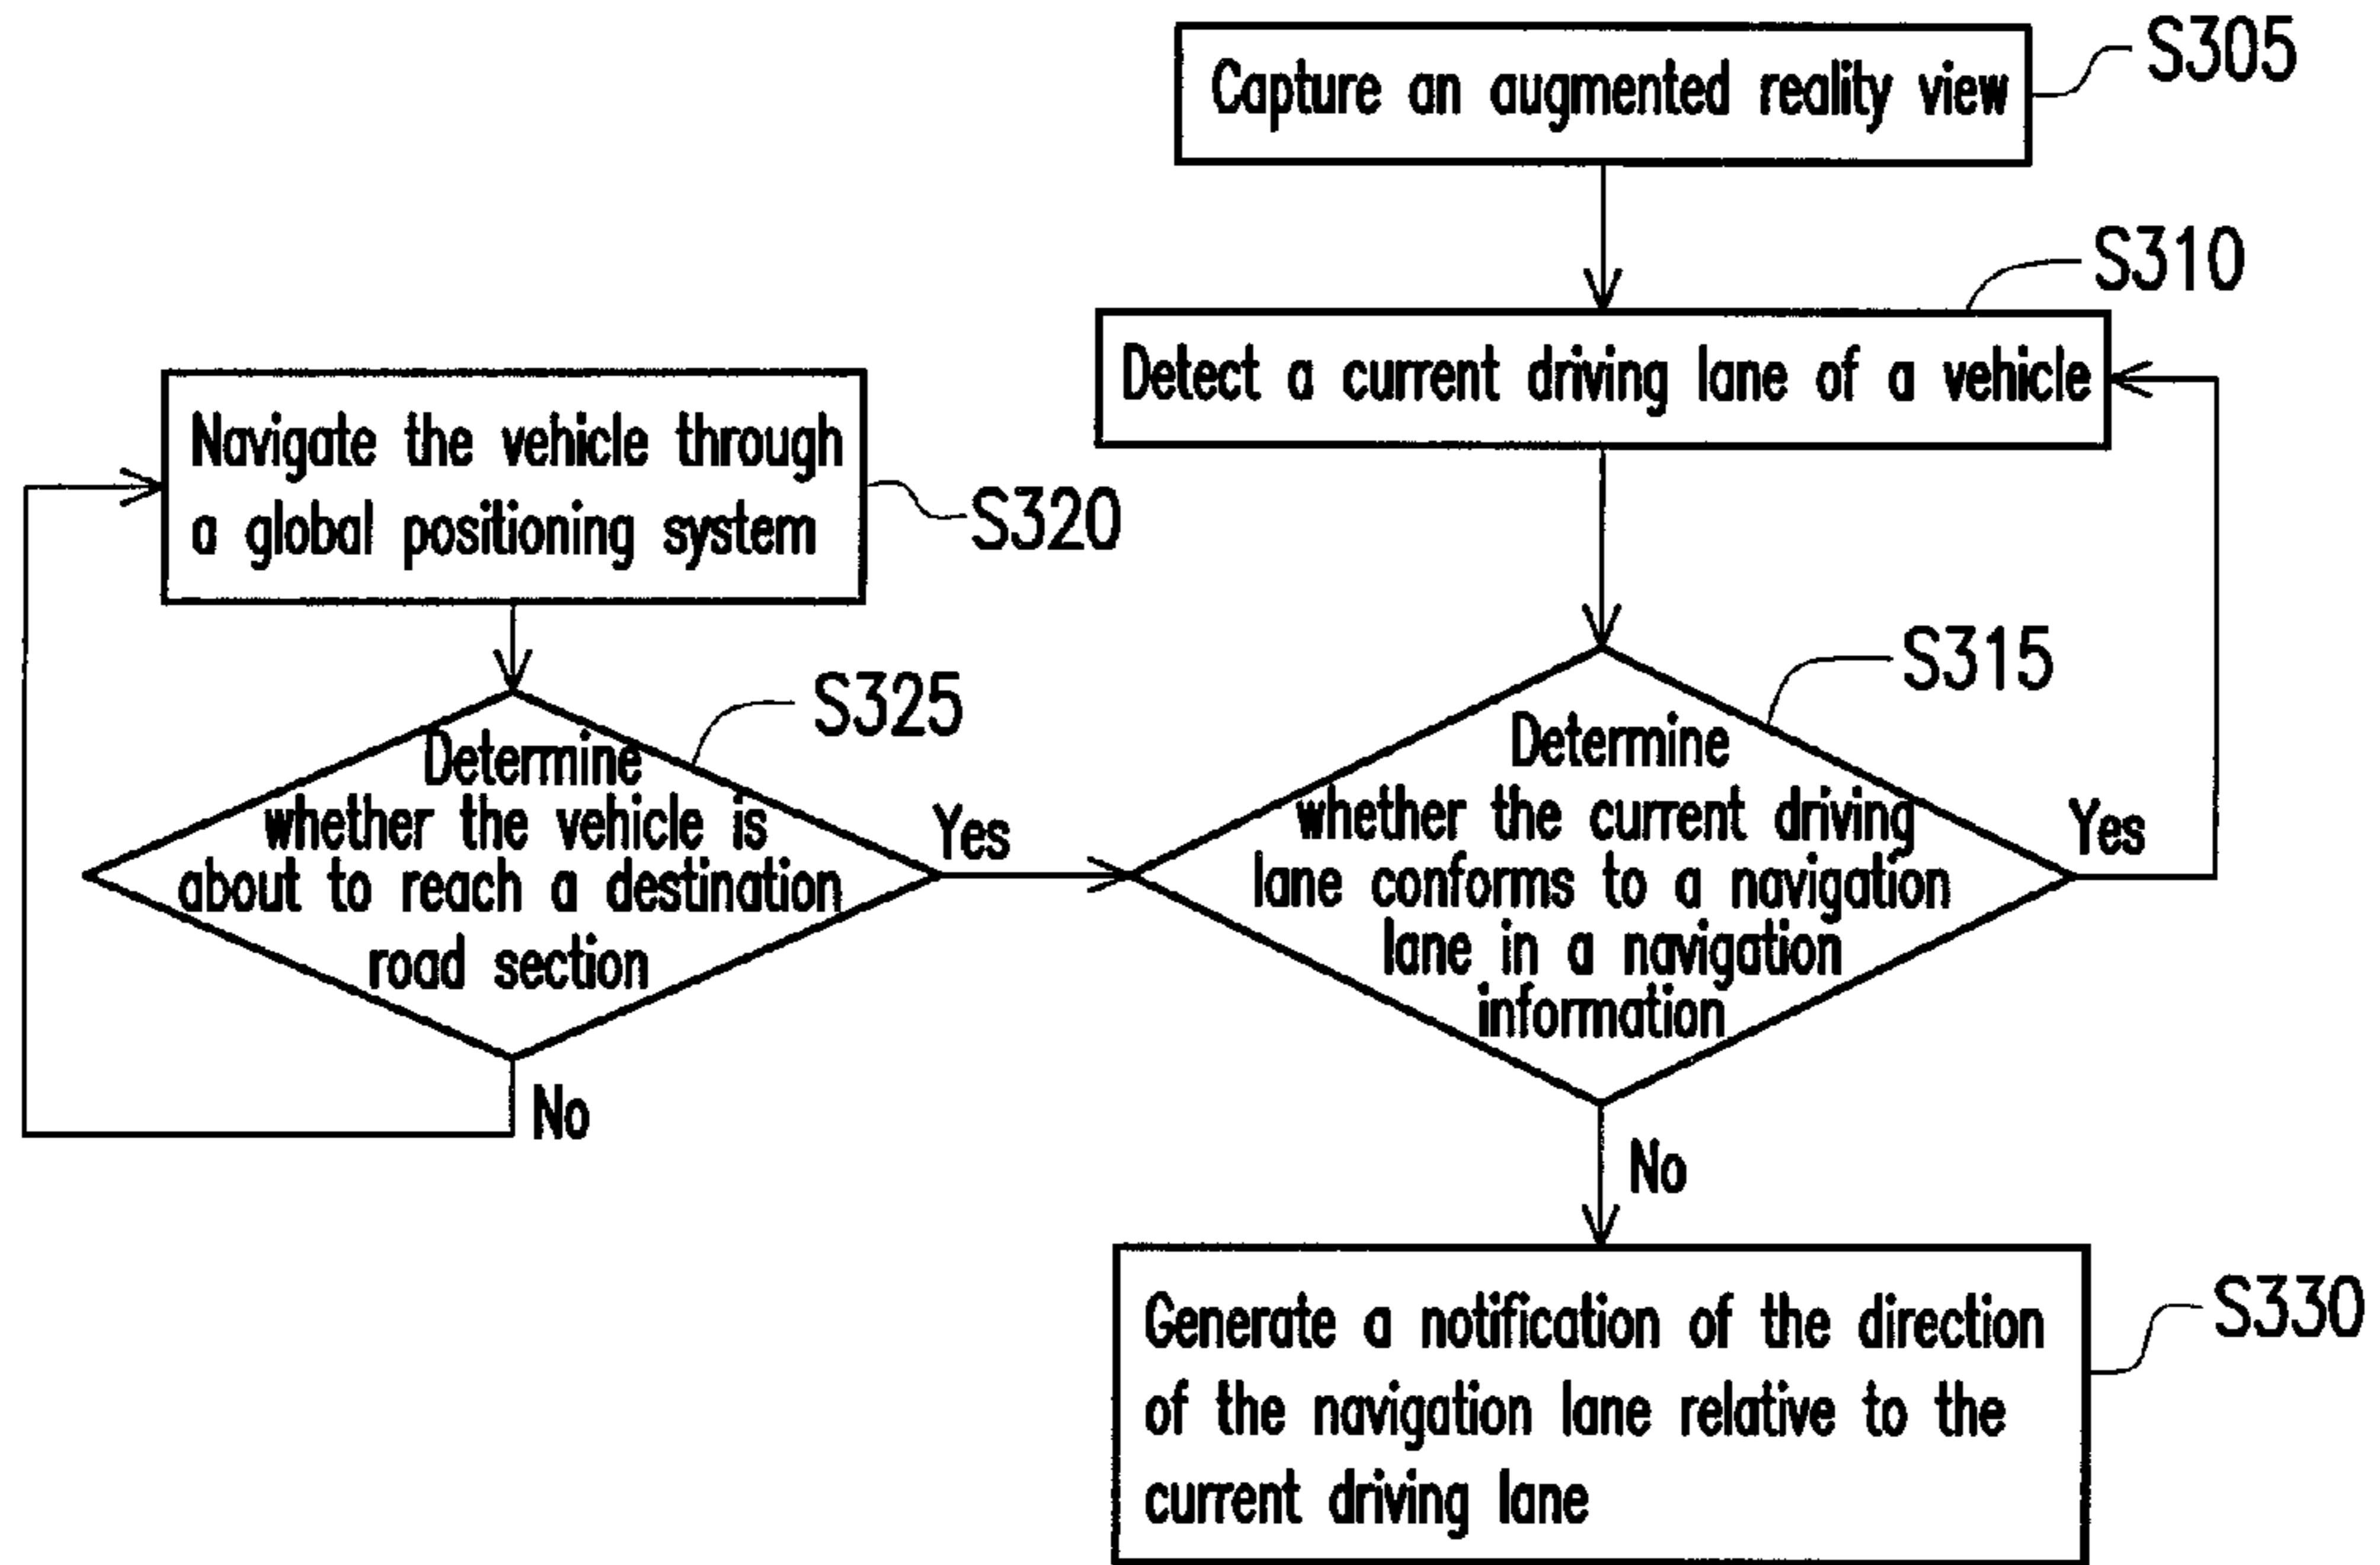 Capture an augmented reality view
S305
Detect a current driving lane of a vehicle
S310
Navigate the vehicle through
a global positioning system
S320
Determine
whether the vehicle is
about to reach a destination
road section
S325
Yes
No
Determine
whether the current driving
lane conforms to a navigation
lane in a navigation
information
S315
Yes
No
Generate a notification of the direction
of the navigation lane relative to the
current driving lane
S330